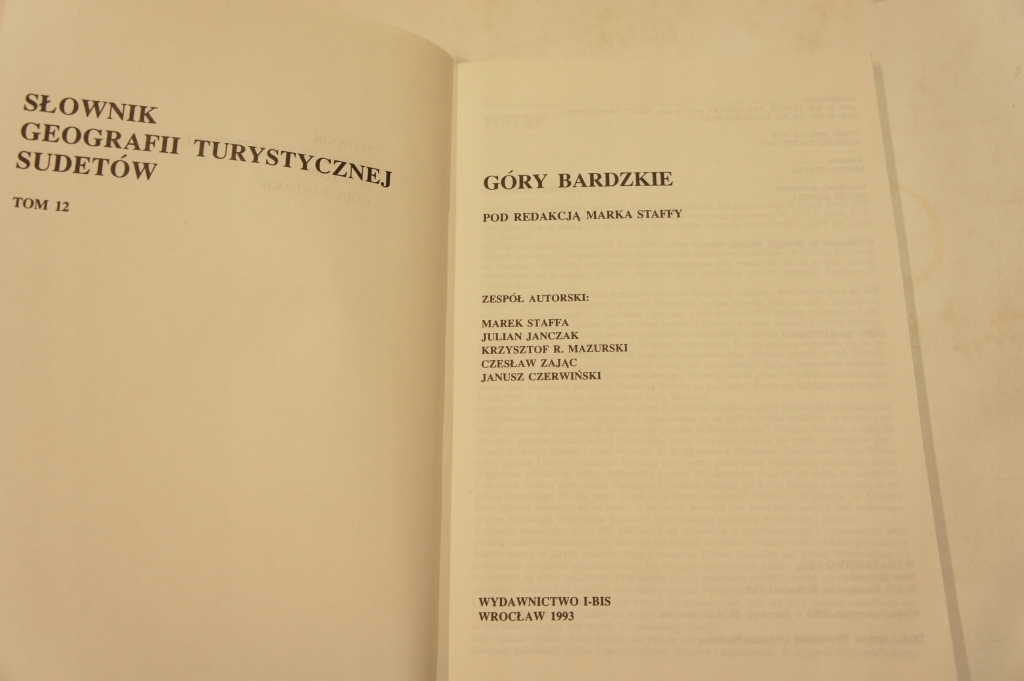 SŁOWNIK
GEOGRAFII TURYSTYCZNEJ
SUDETÓW
TOM 12
GÓRY BARDZKIE
POD REDAKCJĄ MARKA STAFFY
ZESPÓŁ AUTORSKI:
MAREK STAFFA
JULIAN JANCZAK
KRZYSZTOF R. MAZURSKI
CZESŁAW ZAJĄC
JANUSZ CZERWIŃSKI
WYDAWNICTWO I-BIS
WROCŁAW 1993